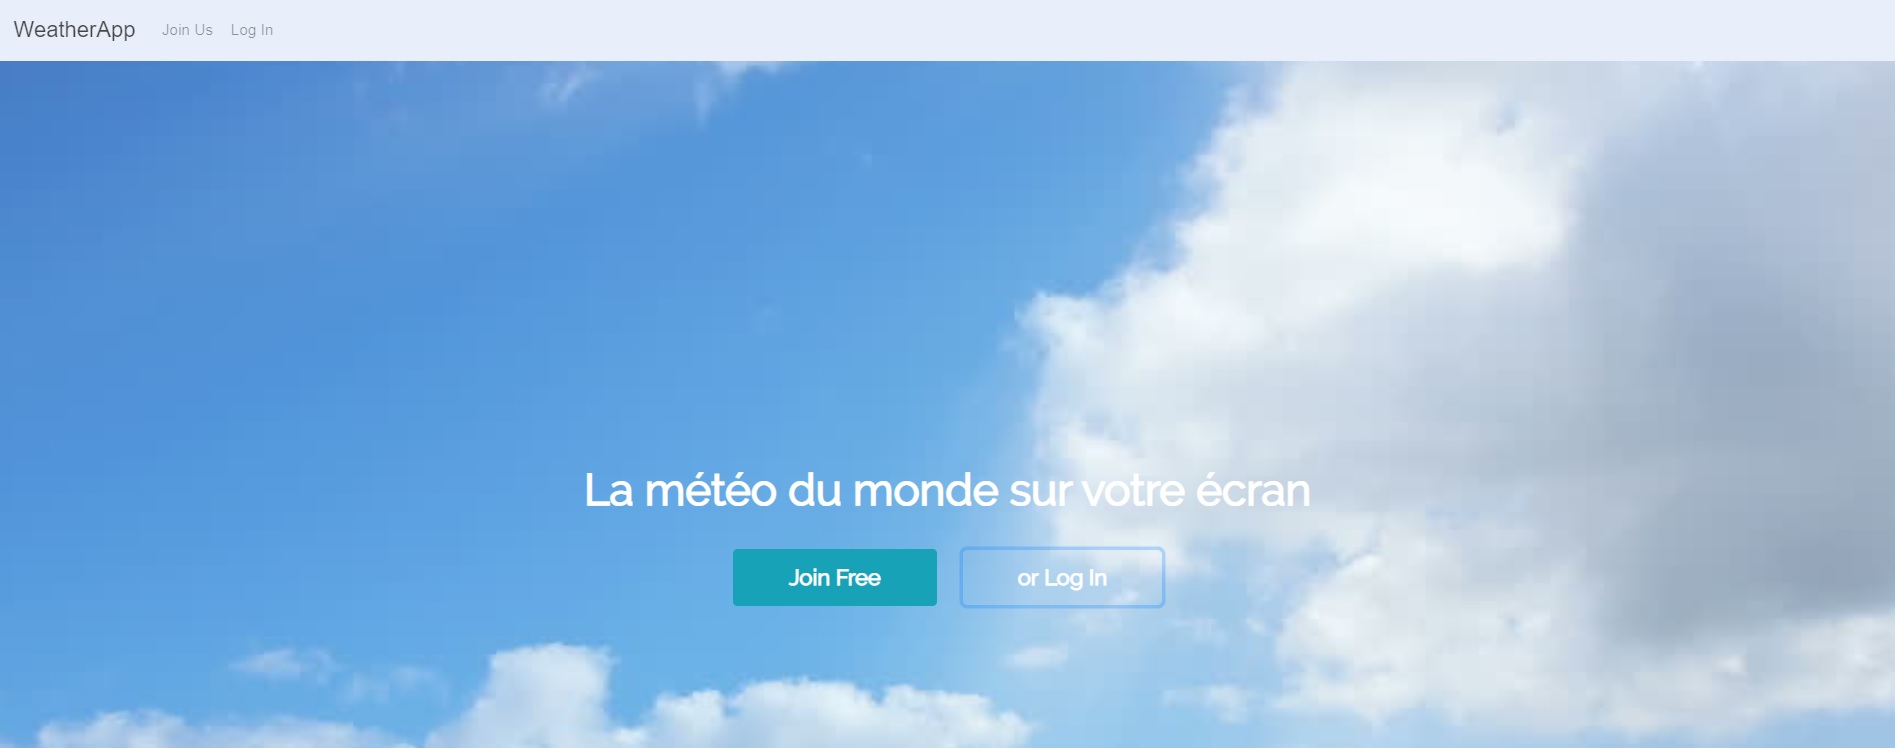 WeatherApp Join Us Log In
La météo du monde sur votre écran
Join Free or Log In